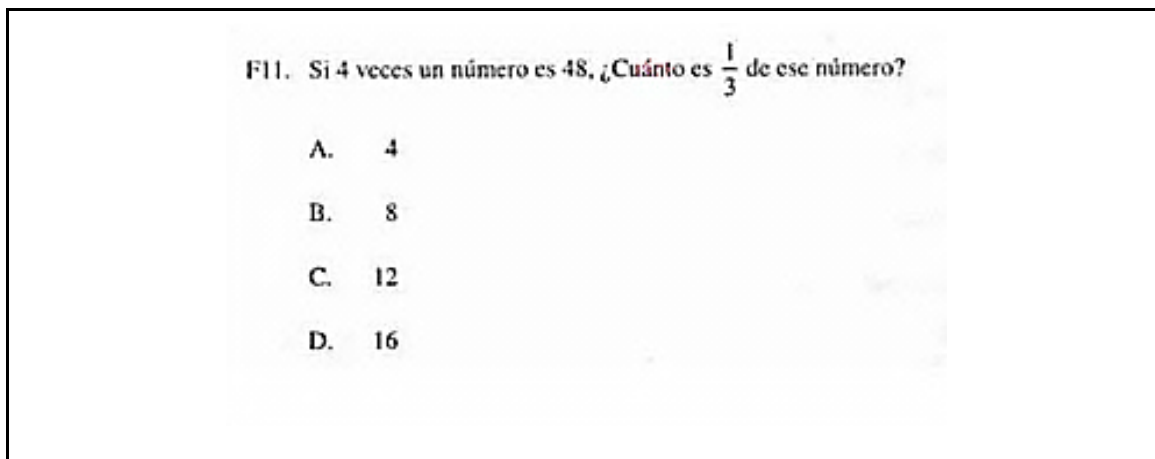 F11. Si 4 veces un número es 48, ¿Cuánto es 1/3 de ese número?
A. 4
B. 8
C. 12
D. 16